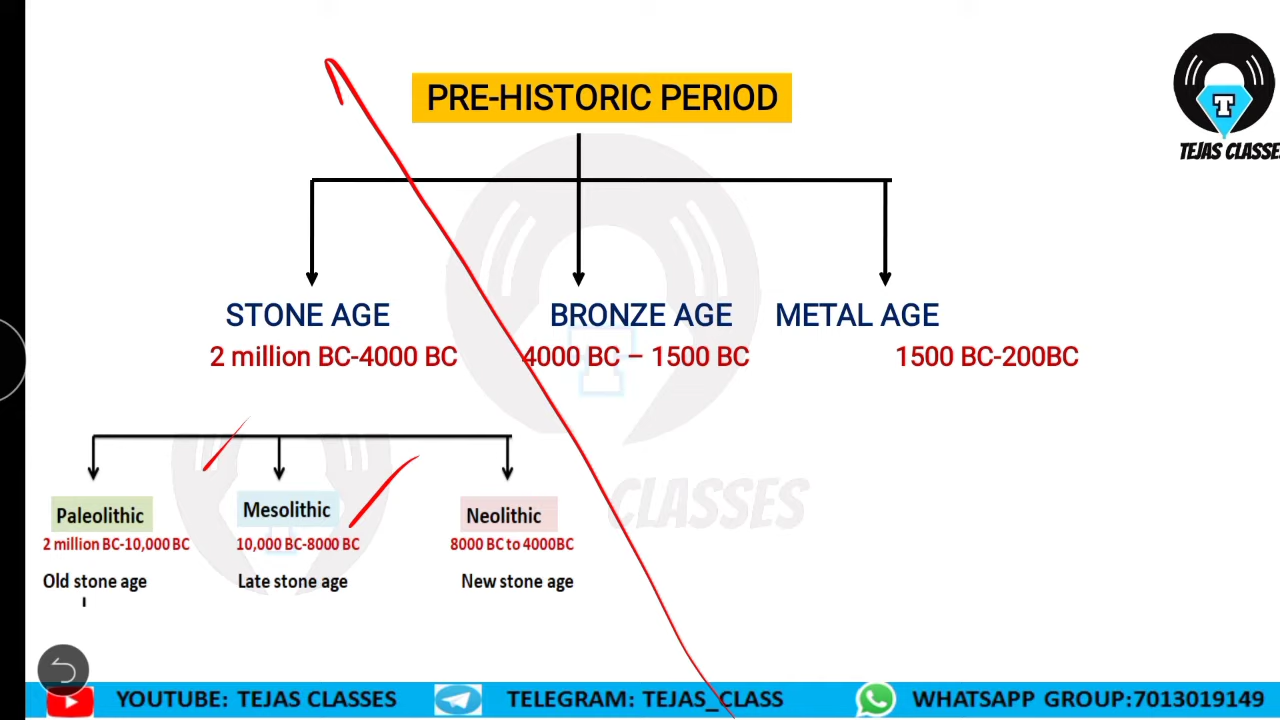 PRE-HISTORIC PERIOD
T
TEJAS CLASSE
STONE AGE BRONZE AGE METAL AGE
2 million BC-4000 BC 4000 BC – 1500 BC 1500 BC-200BC
T
CLASSES
Paleolithic Mesolithic Neolithic
2 million BC-10,000 BC 10,000 BC-8000 BC 8000 BC to 4000BC
Old stone age Late stone age New stone age
YOUTUBE: TEJAS CLASSES TELEGRAM: TEJAS_CLASS WHATSAPP GROUP:7013019149